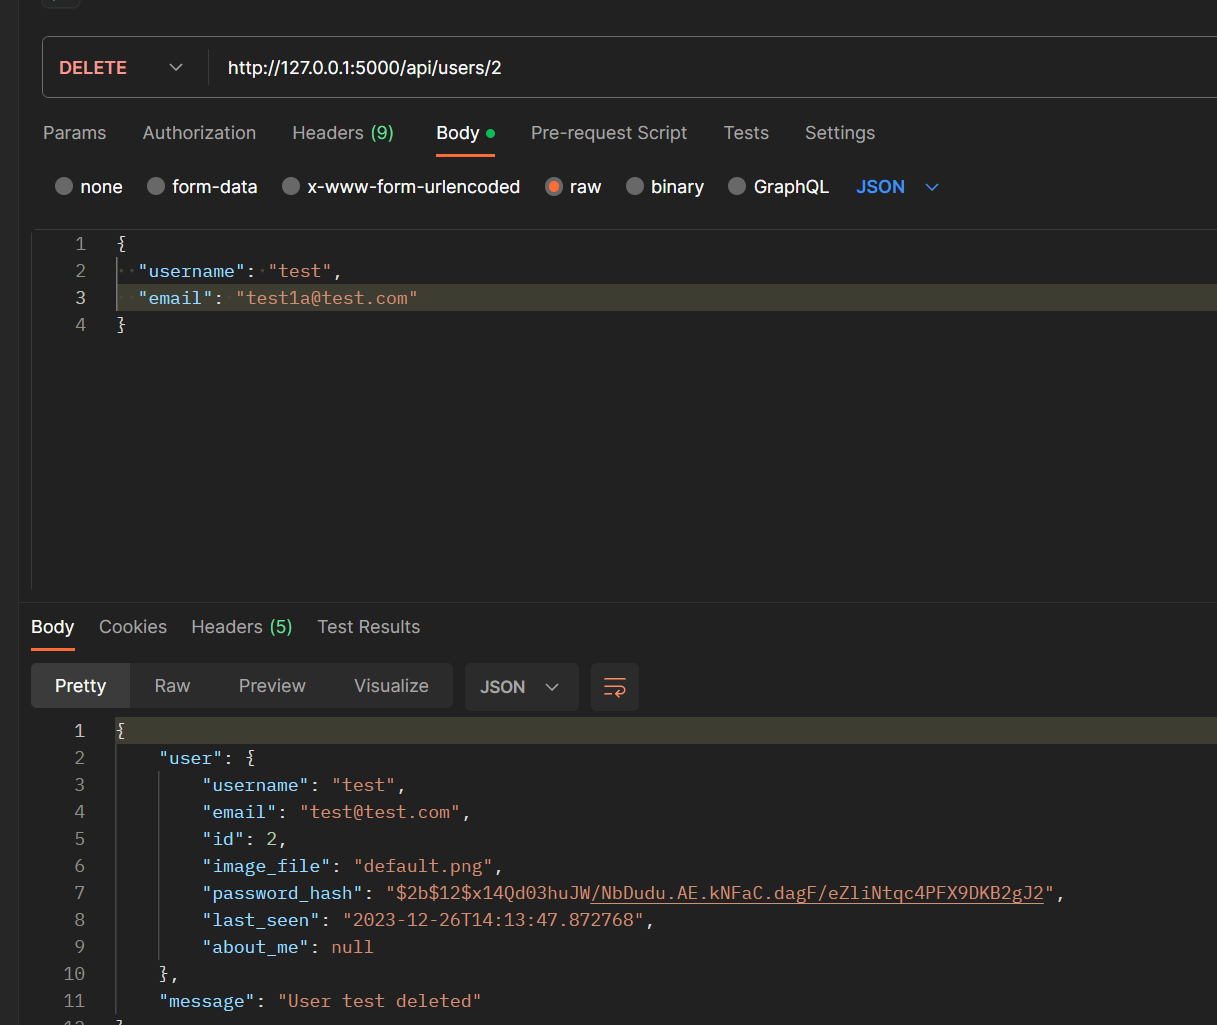 DELETE http://127.0.0.1:5000/api/users/2
Params Authorization Headers (9) Body Pre-request Script Tests Settings
none form-data x-www-form-urlencoded raw binary GraphQL JSON
1 {
2 "username": "test",
3 "email": "test1a@test.com"
4 }
Body Cookies Headers (5) Test Results
Pretty Raw Preview Visualize JSON
1 {
2 "user": {
3 "username": "test",
4 "email": "test@test.com",
5 "id": 2,
6 "image_file": "default.png",
7 "password_hash": "$2b$12$x14Qd03huJW/NbDudu.AE.kNFaC.dagF/eZliNtqc4PFX9DKB2gJ2",
8 "last_seen": "2023-12-26T14:13:47.872768",
9 "about_me": null
10 },
11 "message": "User test deleted"
12 }